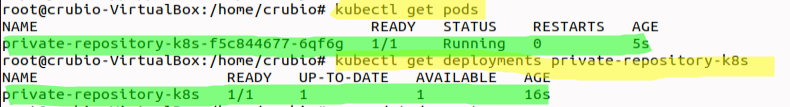 root@crubio-VirtualBox:/home/crubio# kubectl get pods
NAME READY STATUS RESTARTS AGE
private-repository-k8s-f5c844677-6qf6g 1/1 Running 0 5s
root@crubio-VirtualBox:/home/crubio# kubectl get deployments private-repository-k8s
NAME READY UP-TO-DATE AVAILABLE AGE
private-repository-k8s 1/1 1 1 16s